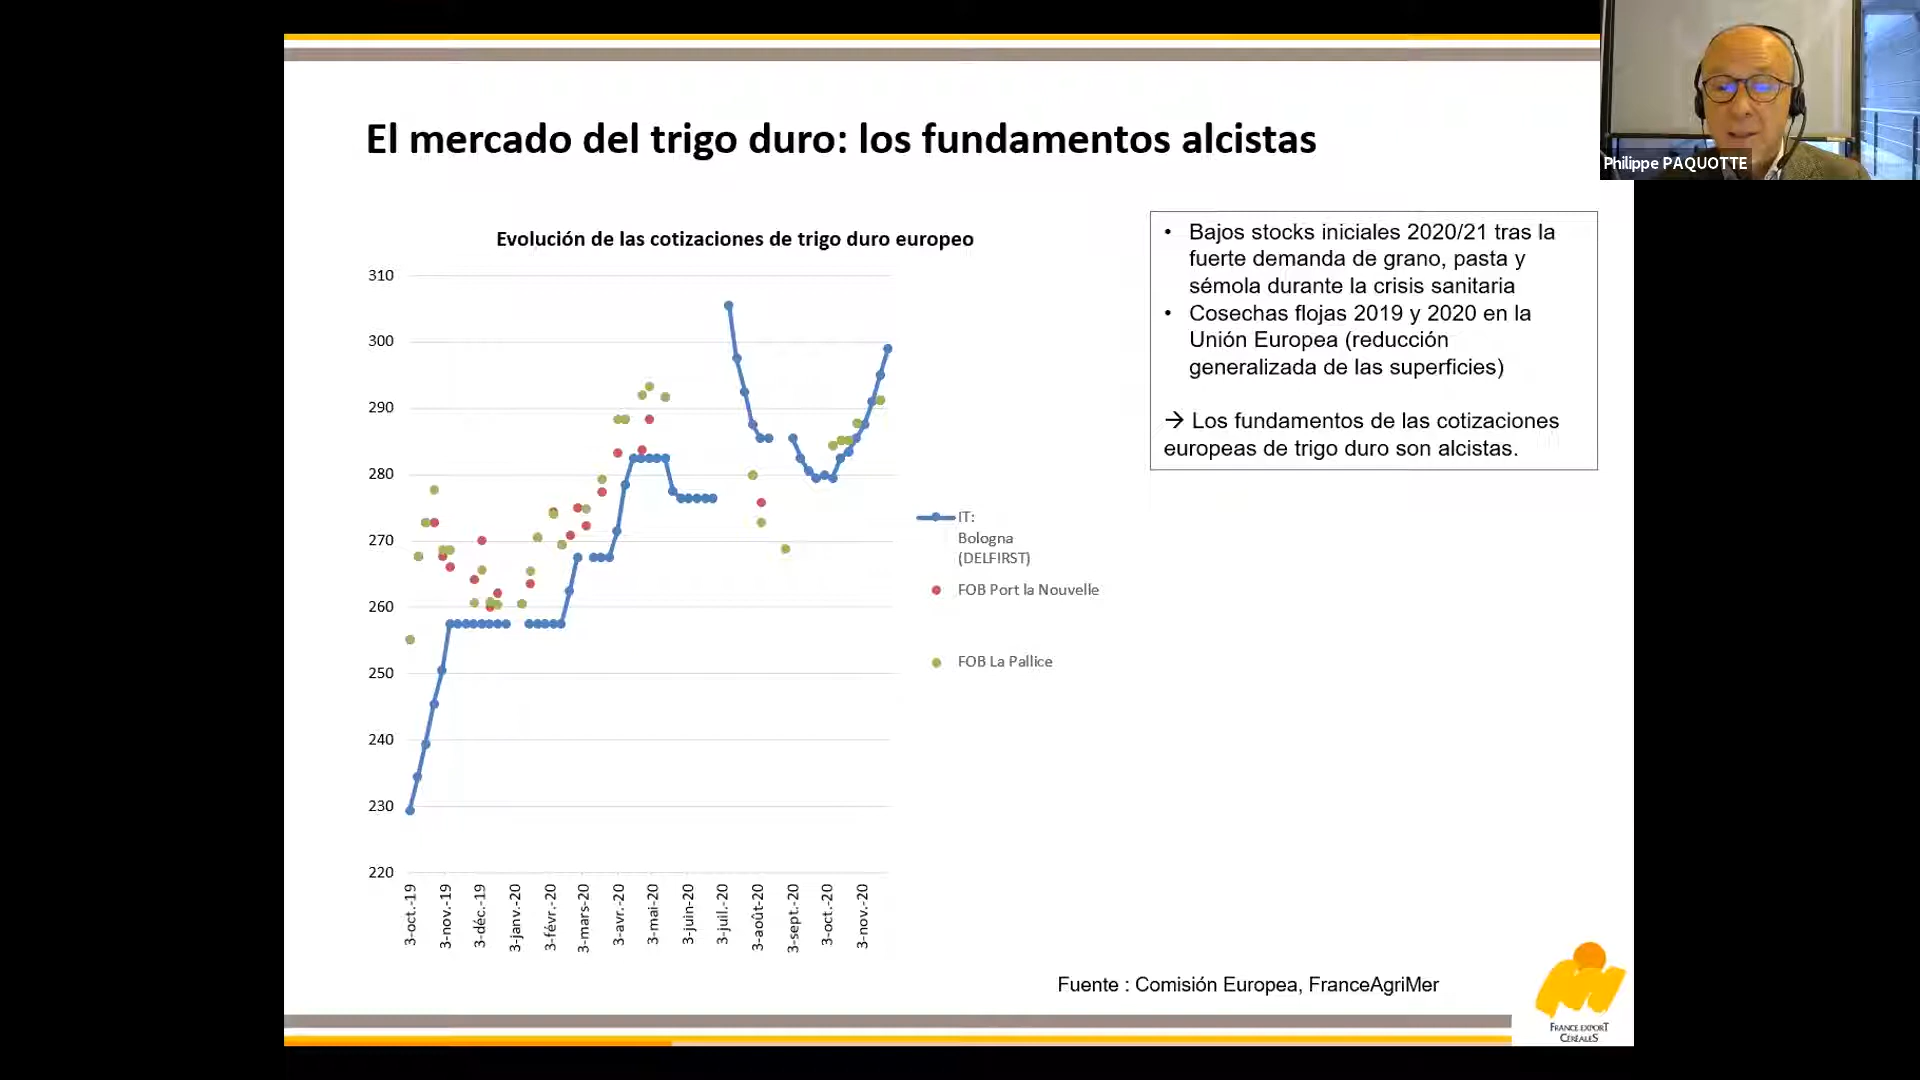 El mercado del trigo duro: los fundamentos alcistas
Philippe PAQUOTTE
Evolución de las cotizaciones de trigo duro europeo
310
300
290
280
270
260
250
240
230
220
3-oct.-19
3-nov.-19
3-déc.-19
3-janv.-20
3-févr.-20
3-mars-20
3-avr.-20
3-mai-20
3-juin-20
3-juil.-20
3-août-20
3-sept.-20
3-oct.-20
3-nov.-20
IT:
Bologna
(DELFIRST)
FOB Port la Nouvelle
FOB La Pallice
• Bajos stocks iniciales 2020/21 tras la
fuerte demanda de grano, pasta y
sémola durante la crisis sanitaria
• Cosechas flojas 2019 y 2020 en la
Unión Europea (reducción
generalizada de las superficies)
→ Los fundamentos de las cotizaciones
europeas de trigo duro son alcistas.
Fuente : Comisión Europea, FranceAgriMer
FRANCE EXPORT
CÉRÉALES